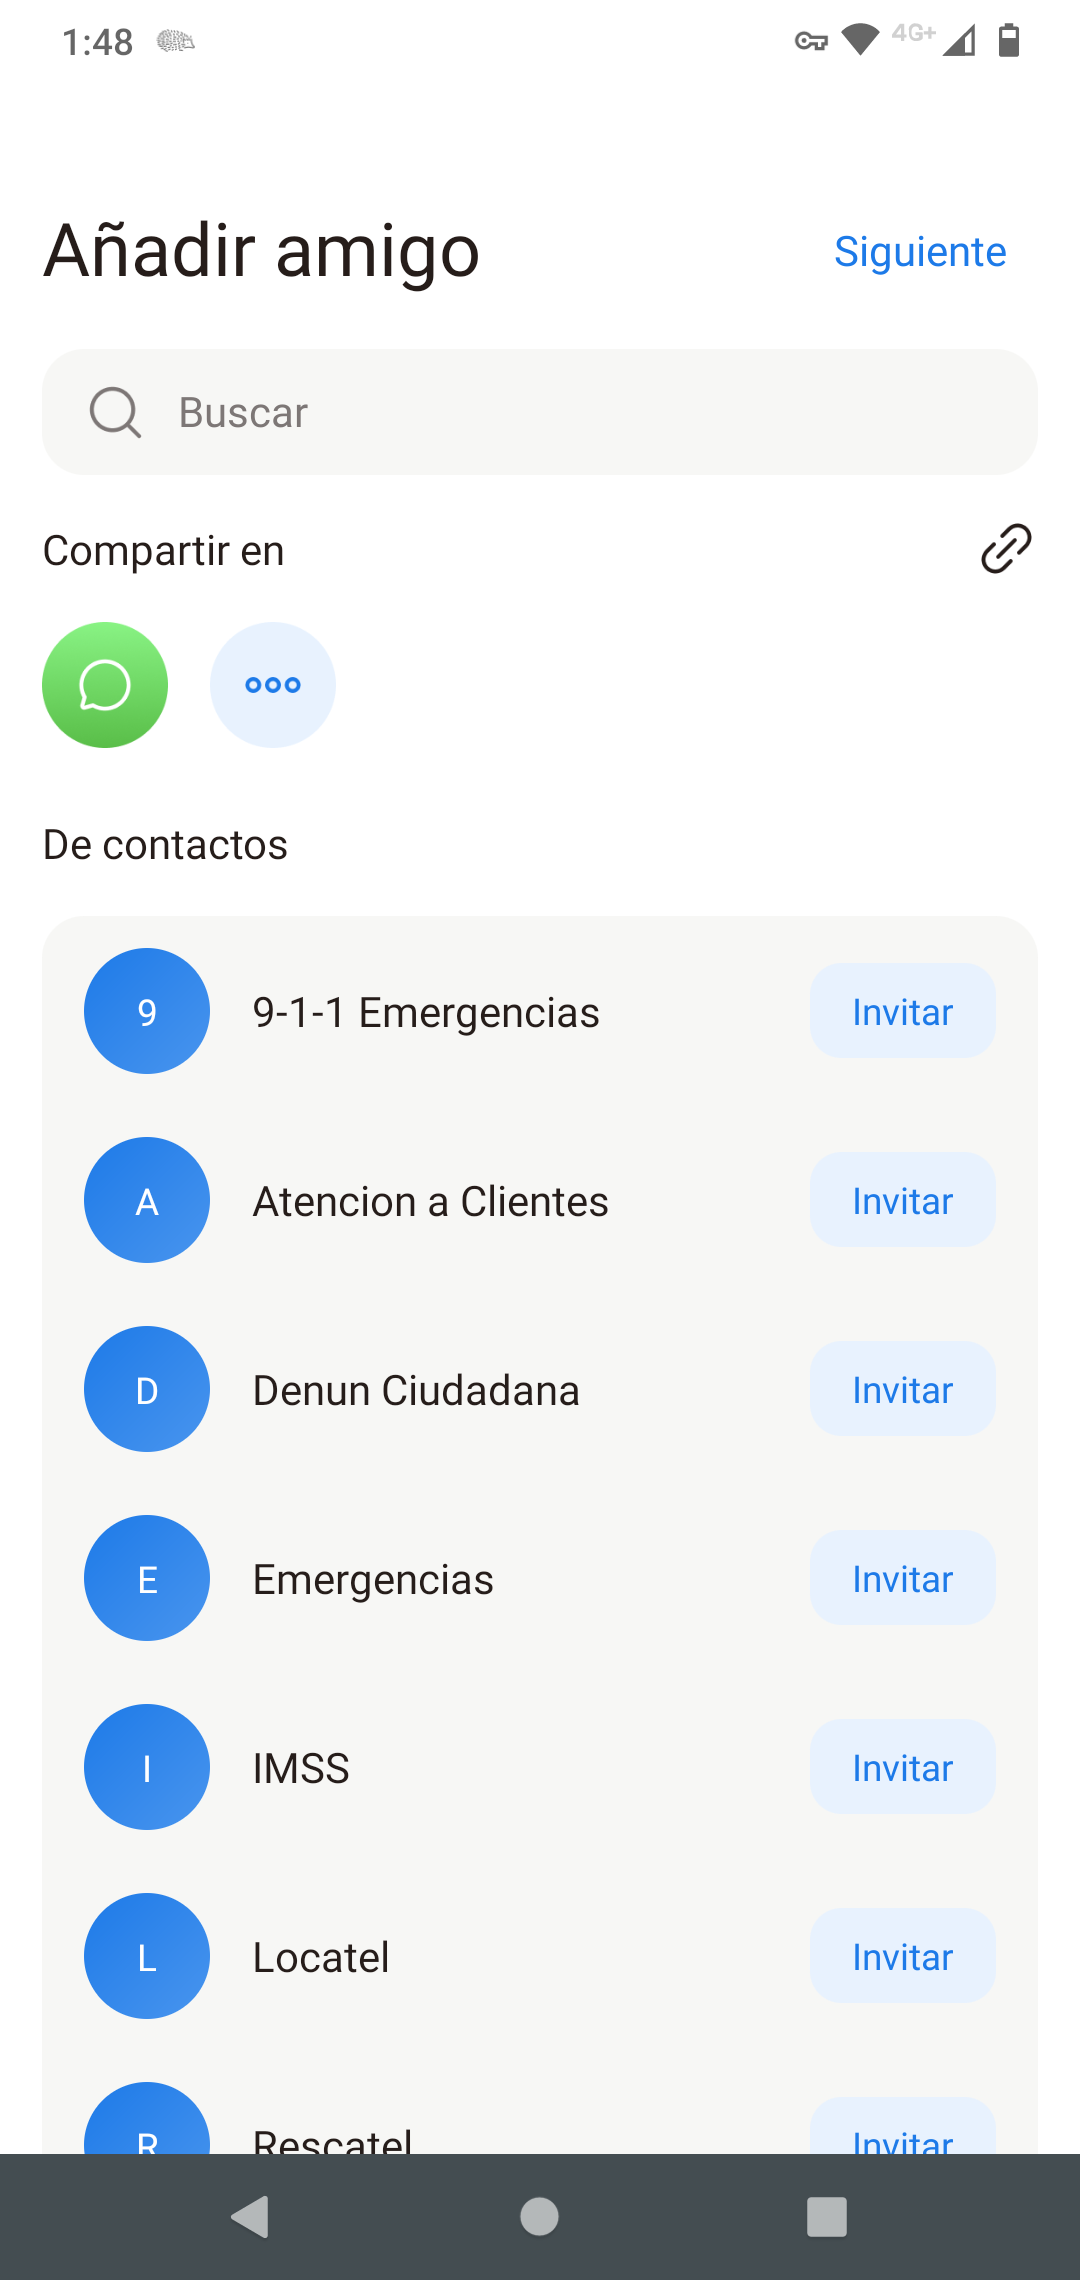 1:48
4G+
Añadir amigo
Siguiente
Buscar
Compartir en
De contactos
9
9-1-1 Emergencias
Invitar
A
Atencion a Clientes
Invitar
D
Denun Ciudadana
Invitar
E
Emergencias
Invitar
I
IMSS
Invitar
L
Locatel
Invitar
R
Rescatel
Invitar